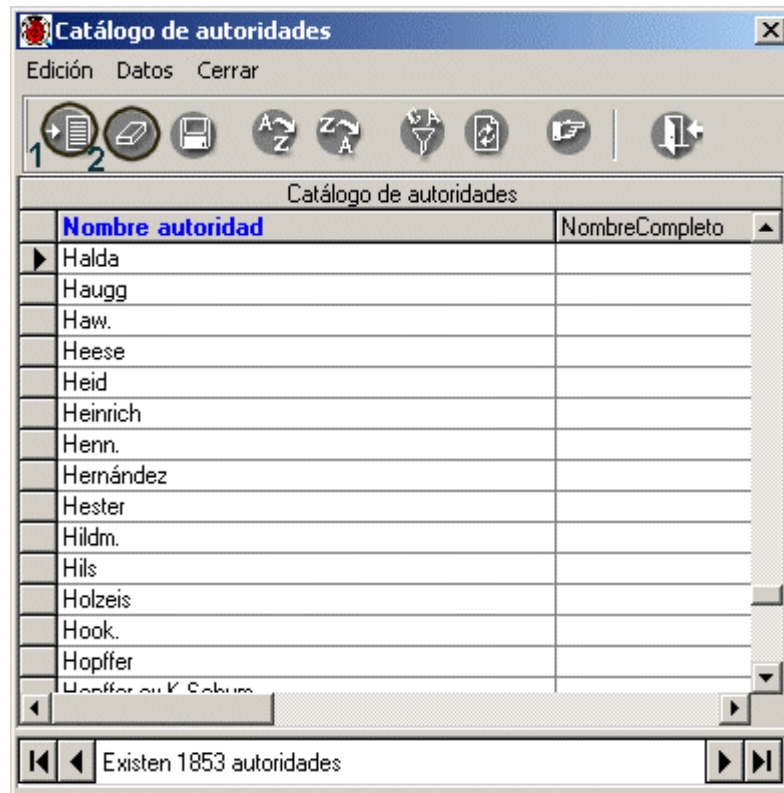 Catálogo de autoridades
Edición Datos Cerrar
1 2
A Z Z A
Catálogo de autoridades
Nombre autoridad NombreCompleto
Halda
Haugg
Haw.
Heese
Heid
Heinrich
Henn.
Hernández
Hester
Hildm.
Hils
Holzeis
Hook.
Hopffer
Existen 1853 autoridades